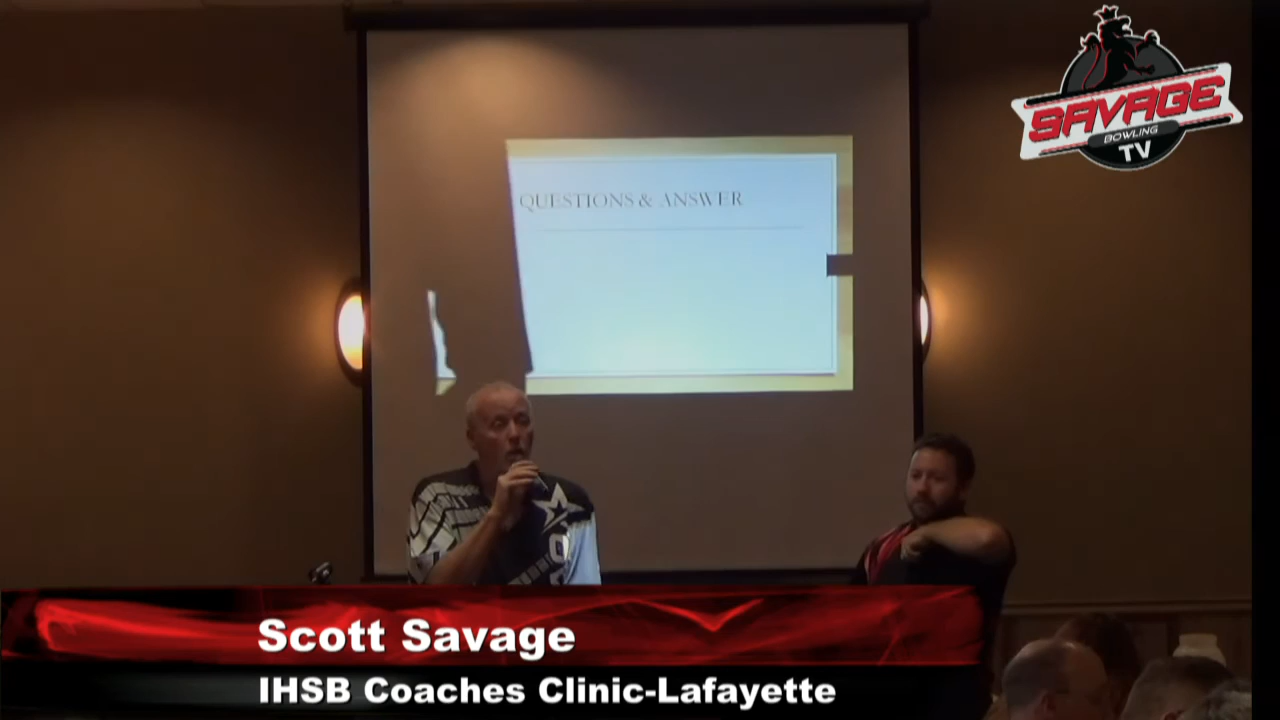 SAVAGE
BOWLING
TV
QUESTIONS & ANSWER
Scott Savage
IHSB Coaches Clinic-Lafayette